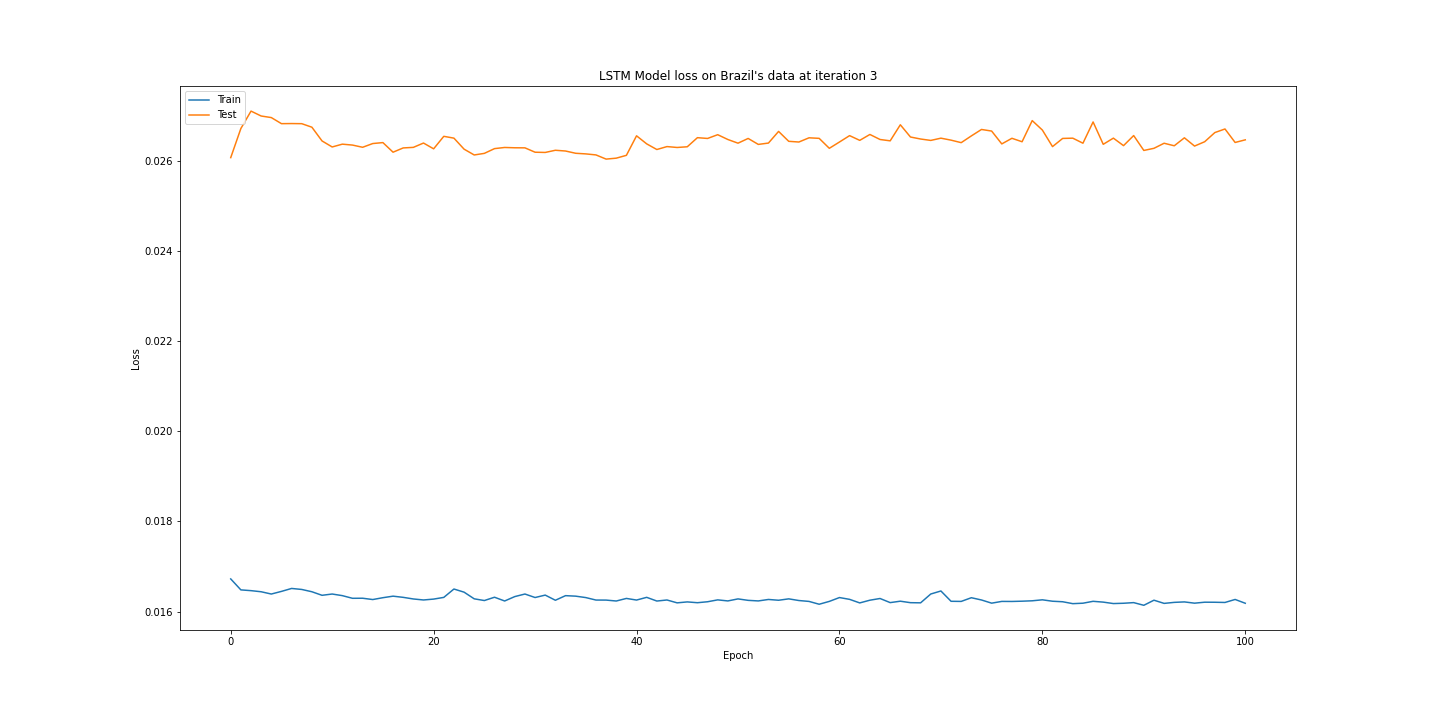 LSTM Model loss on Brazil's data at iteration 3
Train
Test
0.026
0.024
0.022
0.020
0.018
0.016
Loss
0 20 40 60 80 100
Epoch